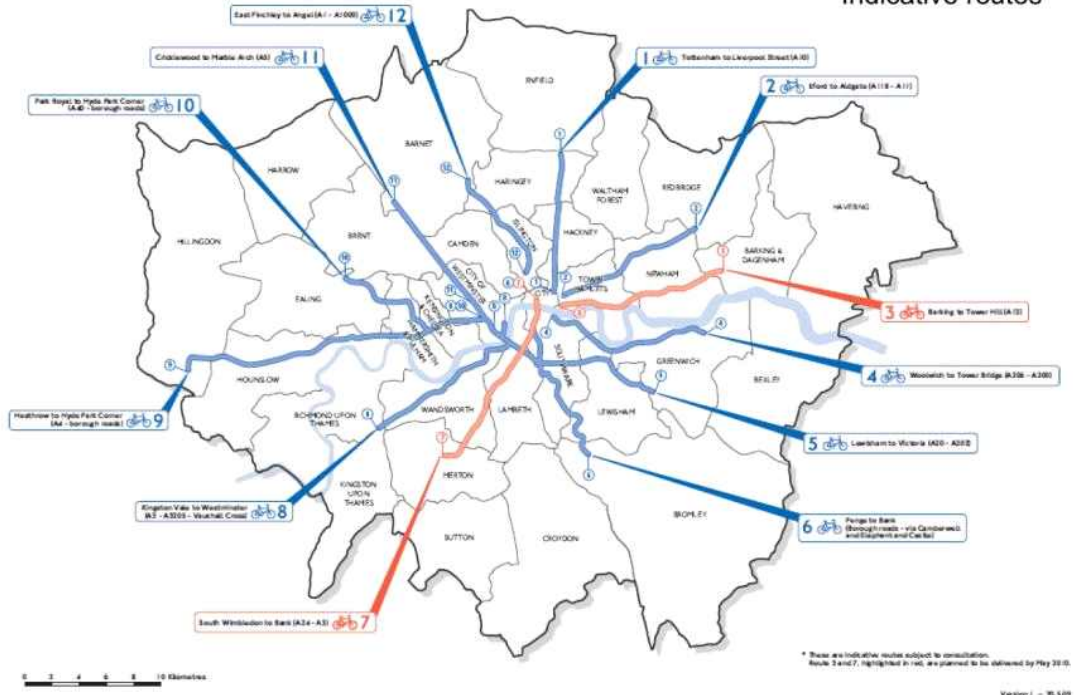 Indicative routes
East Finchley to Angel (A1 - A1000) 12
Cricklewood to Marble Arch (A5) 11
Park Royal to Hyde Park Corner
(A40 - borough roads) 10
1 Tottenham to Liverpool Street (A10)
2 Ilford to Aldgate (A118 - A11)
ENFIELD
BARNET
HARROW
HARINGEY
WALTHAM
FOREST
REDBRIDGE
HAVERING
HILLINGDON
BRENT
CAMDEN
ISLINGTON
HACKNEY
BARKING &
DAGENHAM
NEWHAM
TOWER
HAMLETS
CITY OF
WESTMINSTER
CITY
EALING
KENSINGTON
& CHELSEA
HAMMERSMITH
& FULHAM
3 Barking to Tower Hill (A13)
SOUTHWARK
GREENWICH
BEXLEY
4 Woolwich to Tower Bridge (A206 - A200)
HOUNSLOW
Heathrow to Hyde Park Corner
(A4 - borough roads) 9
RICHMOND UPON
THAMES
WANDSWORTH
LAMBETH
LEWISHAM
5 Lewisham to Victoria (A20 - A202)
MERTON
KINGSTON
UPON
THAMES
Kingston Vale to Westminster
(A3 - A3205 - Vauxhall Cross) 8
6 Penge to Bank
(Borough roads - via Camberwell
and Elephant and Castle)
BROMLEY
SUTTON
CROYDON
South Wimbledon to Bank (A24 - A3) 7
* These are indicative routes subject to consultation.
Route 3 and 7, highlighted in red, are planned to be delivered by May 2010.
0 2 4 6 8 10 Kilometres